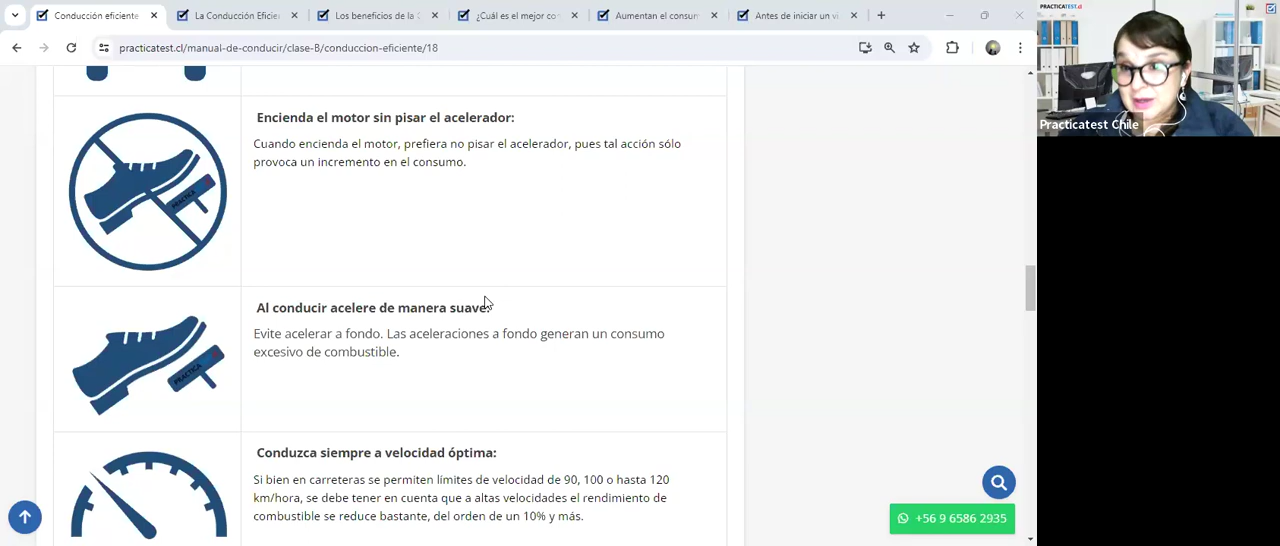 Conducción eficiente
La Conducción Eficie
Los beneficios de la C
¿Cuál es el mejor con
Aumentan el consum
Antes de iniciar un vi
practicatest.cl/manual-de-conducir/clase-B/conduccion-eficiente/18
PRACTICATEST.cl
Practicatest Chile
Encienda el motor sin pisar el acelerador:
Cuando encienda el motor, prefiera no pisar el acelerador, pues tal acción sólo
provoca un incremento en el consumo.
PRACTICA
Al conducir acelere de manera suave:
Evite acelerar a fondo. Las aceleraciones a fondo generan un consumo
excesivo de combustible.
PRACTICA
Conduzca siempre a velocidad óptima:
Si bien en carreteras se permiten límites de velocidad de 90, 100 o hasta 120
km/hora, se debe tener en cuenta que a altas velocidades el rendimiento de
combustible se reduce bastante, del orden de un 10% y más.
+56 9 6586 2935